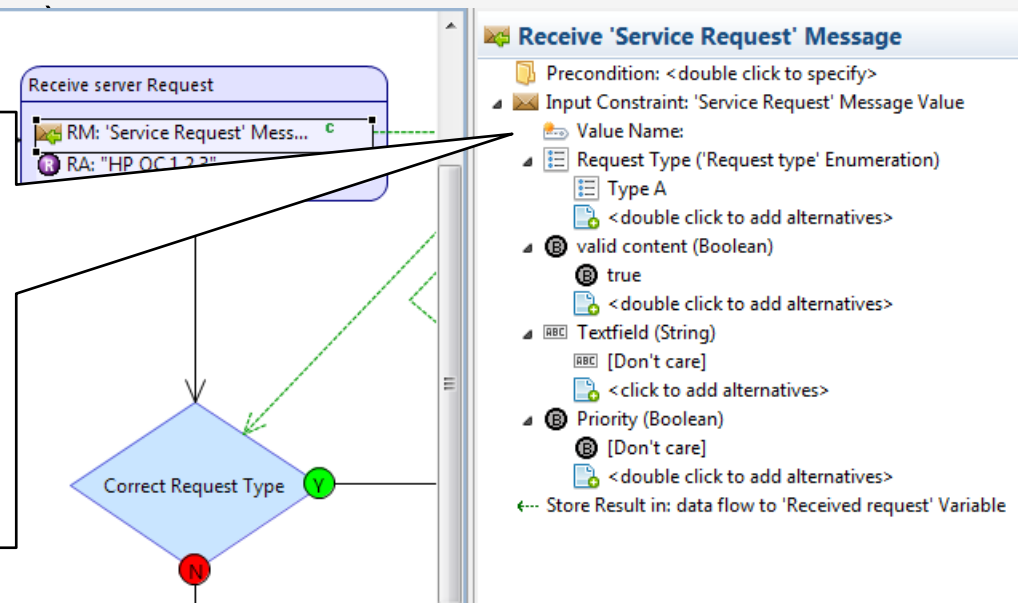 Receive server Request
RM: 'Service Request' Mess... c
R RA: "HP QC 1.2.3"
Correct Request Type
Y
N
Receive 'Service Request' Message
Precondition: <double click to specify>
Input Constraint: 'Service Request' Message Value
Value Name:
Request Type ('Request type' Enumeration)
Type A
<double click to add alternatives>
B valid content (Boolean)
B true
<double click to add alternatives>
ABC Textfield (String)
ABC [Don't care]
<click to add alternatives>
B Priority (Boolean)
B [Don't care]
<double click to add alternatives>
Store Result in: data flow to 'Received request' Variable